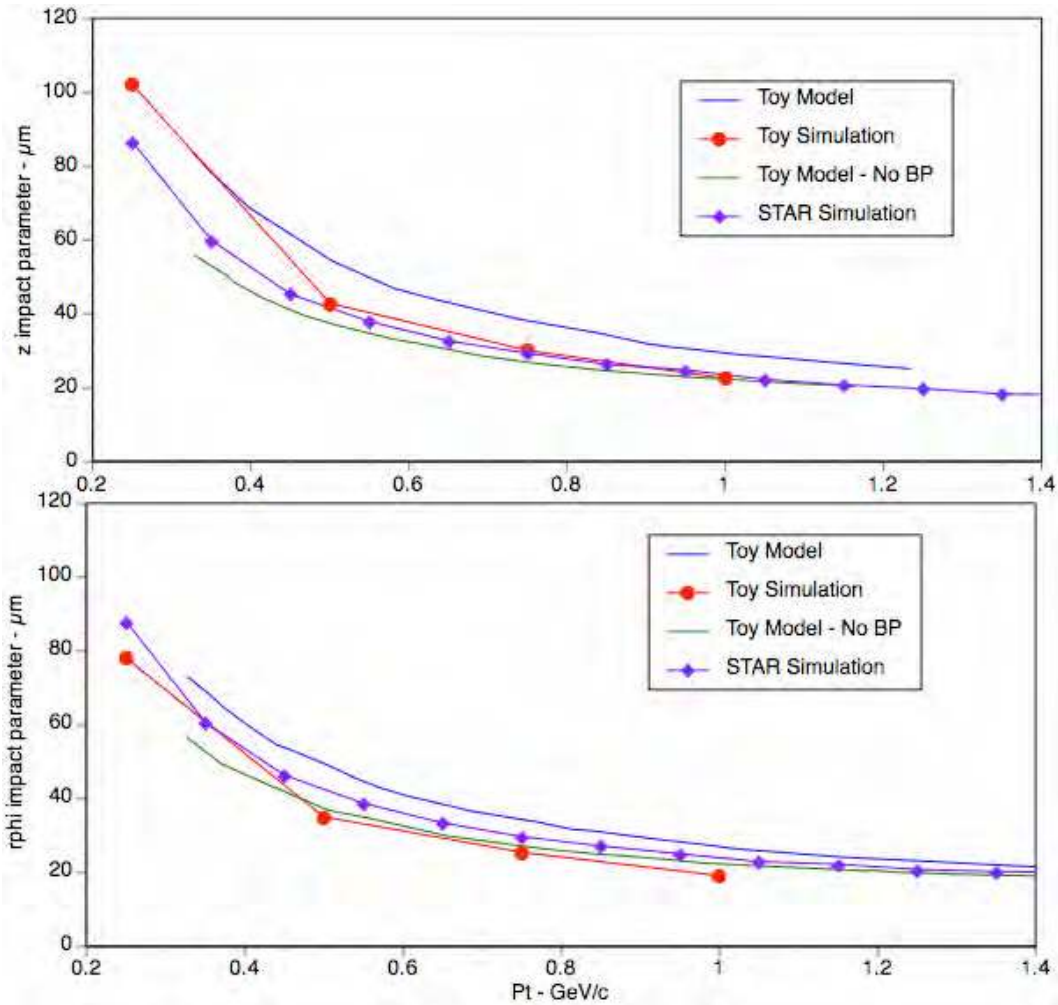 120
100
80
60
40
20
0
z impact parameter - µm
Toy Model
Toy Simulation
Toy Model - No BP
STAR Simulation
0.2 0.4 0.6 0.8 1 1.2 1.4
120
100
80
60
40
20
0
rphi impact parameter - µm
Toy Model
Toy Simulation
Toy Model - No BP
STAR Simulation
0.2 0.4 0.6 0.8 1 1.2 1.4
Pt - GeV/c